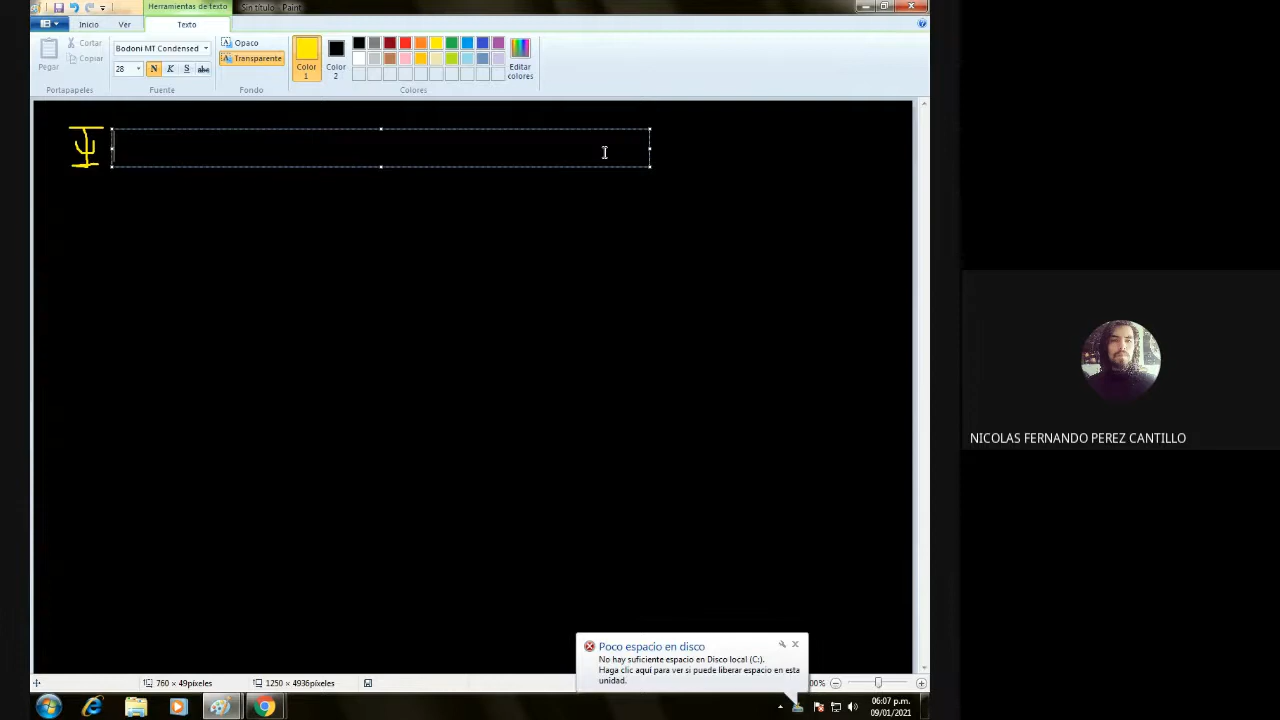 Herramientas de texto
Sin título - Paint
Inicio Ver Texto
Pegar
Cortar
Copiar
Portapapeles
Bodoni MT Condensed
28 N K S abc
Fuente
Opaco
Transparente
Fondo
Color 1
Color 2
Editar colores
Colores
Ψ
NICOLAS FERNANDO PEREZ CANTILLO
Poco espacio en disco
No hay suficiente espacio en Disco local (C:).
Haga clic aquí para ver si puede liberar espacio en esta
unidad.
760 × 49píxeles
1250 × 4936píxeles
00%
06:07 p.m.
09/01/2021